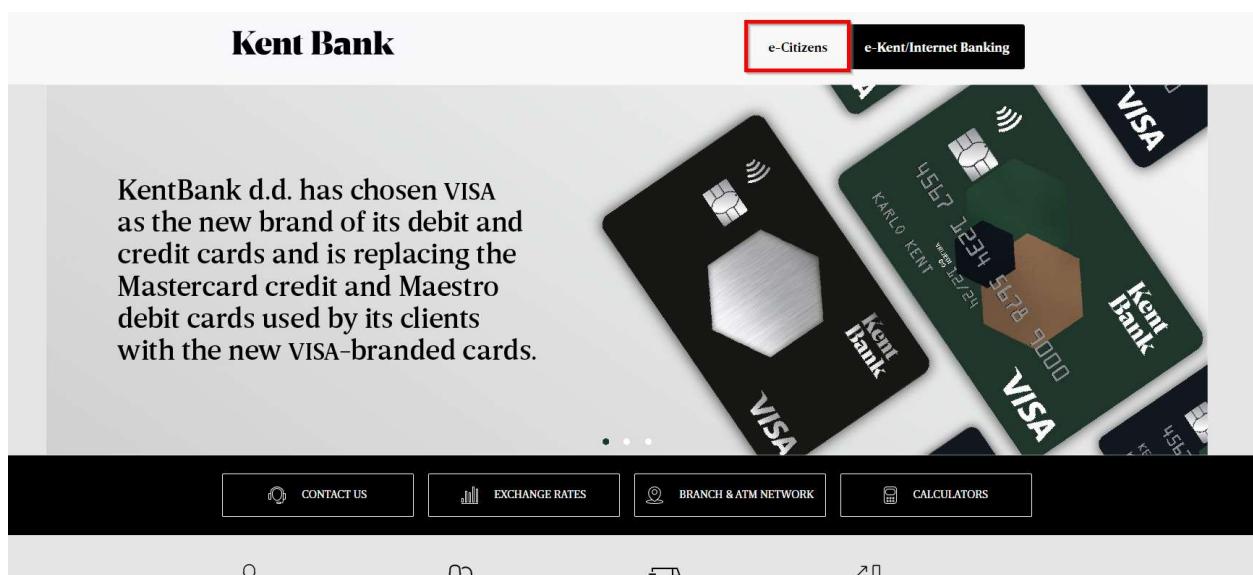 Kent Bank
e-Citizens
e-Kent/Internet Banking
KentBank d.d. has chosen VISA
as the new brand of its debit and
credit cards and is replacing the
Mastercard credit and Maestro
debit cards used by its clients
with the new VISA-branded cards.
Kent
Bank
VISA
4567 1234 5678 9000
KARLO KENT
VRIJEDI
DO
12/24
Kent
Bank
VISA
VISA
CONTACT US
EXCHANGE RATES
BRANCH & ATM NETWORK
CALCULATORS